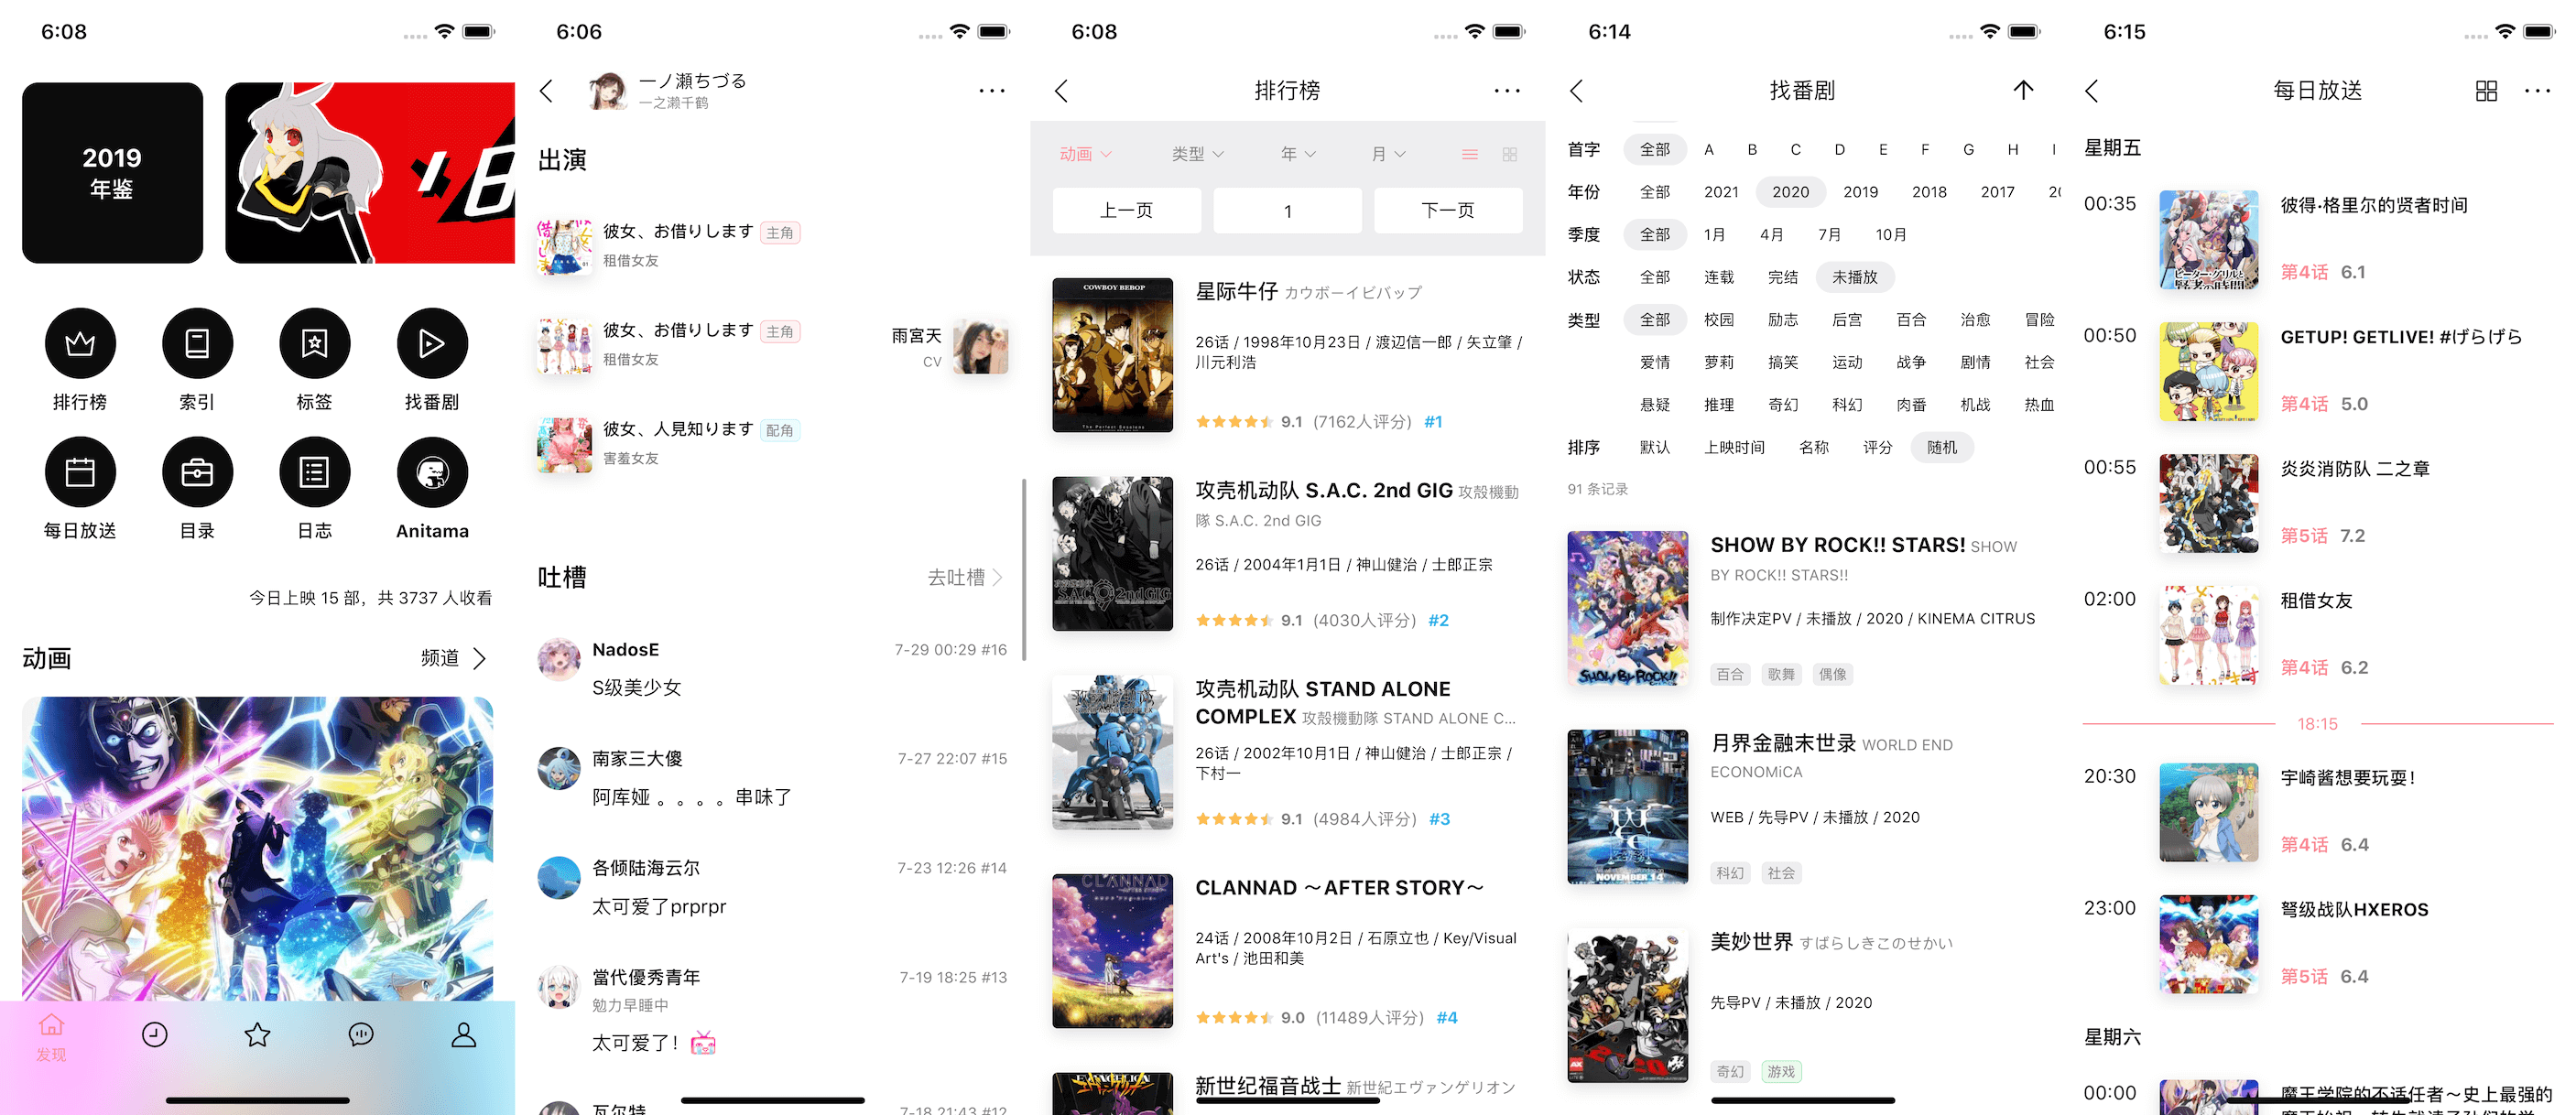 6:08
2019
年鉴
排行榜
索引
标签
找番剧
每日放送
目录
日志
Anitama
今日上映 15 部，共 3737 人收看
动画
频道
发现
6:06
一ノ瀬ちづる
一之濑千鹤
出演
彼女、お借りします 主角
租借女友
彼女、お借りします 主角
租借女友
雨宮天
CV
彼女、人見知ります 配角
害羞女友
吐槽
去吐槽
NadosE
7-29 00:29 #16
S级美少女
南家三大傻
7-27 22:07 #15
阿库娅 。。。。串味了
各倾陆海云尔
7-23 12:26 #14
太可爱了prprpr
當代優秀青年
7-19 18:25 #13
勉力早睡中
太可爱了！
瓦尔特
7-18 21:43 #12
6:08
排行榜
动画 类型 年 月
上一页 1 下一页
COWBOY BEBOP
星际牛仔 カウボーイビバップ
26话 / 1998年10月23日 / 渡辺信一郎 / 矢立肇 /
川元利浩
9.1 (7162人评分) #1
攻壳机动队 S.A.C. 2nd GIG 攻殻機動
隊 S.A.C. 2nd GIG
26话 / 2004年1月1日 / 神山健治 / 士郎正宗
9.1 (4030人评分) #2
攻壳机动队 STAND ALONE
COMPLEX 攻殻機動隊 STAND ALONE C...
26话 / 2002年10月1日 / 神山健治 / 士郎正宗 /
下村一
9.1 (4984人评分) #3
CLANNAD
CLANNAD ～AFTER STORY～
24话 / 2008年10月2日 / 石原立也 / Key/Visual
Art's / 池田和美
9.0 (11489人评分) #4
新世纪福音战士 新世紀エヴァンゲリオン
6:14
找番剧
首字 全部 A B C D E F G H I
年份 全部 2021 2020 2019 2018 2017
季度 全部 1月 4月 7月 10月
状态 全部 连载 完结 未播放
类型 全部 校园 励志 后宫 百合 治愈 冒险
爱情 萝莉 搞笑 运动 战争 剧情 社会
悬疑 推理 奇幻 科幻 肉番 机战 热血
排序 默认 上映时间 名称 评分 随机
91 条记录
SHOW BY ROCK!!
SHOW BY ROCK!! STARS! SHOW
BY ROCK!! STARS!!
制作决定PV / 未播放 / 2020 / KINEMA CITRUS
百合 歌舞 偶像
NOVEMBER 14
月界金融末世录 WORLD END
ECONOMiCA
WEB / 先导PV / 未播放 / 2020
科幻 社会
美妙世界 すばらしきこのせかい
先导PV / 未播放 / 2020
奇幻 游戏
6:15
每日放送
星期五
00:35
彼得·格里尔的贤者时间
第4话 6.1
00:50
GETUP! GETLIVE! #げらげら
第4话 5.0
00:55
炎炎消防队 二之章
第5话 7.2
02:00
租借女友
第4话 6.2
18:15
20:30
宇崎酱想要玩耍！
第4话 6.4
23:00
弩级战队HXEROS
第5话 6.4
星期六
00:00
魔王学院的不适任者～史上最强的